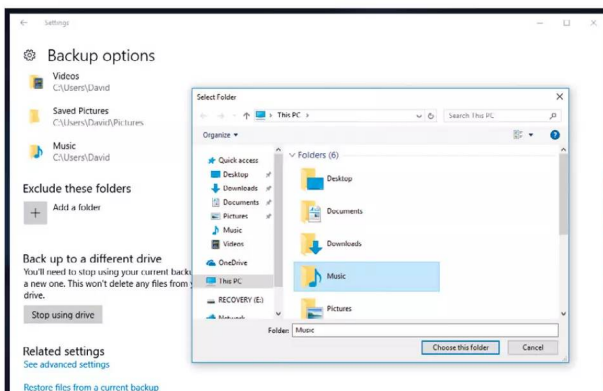 Settings
Backup options
Videos
C:\Users\David
Saved Pictures
C:\Users\David\Pictures
Music
C:\Users\David
Exclude these folders
Add a folder
Back up to a different drive
You'll need to stop using your current backu
a new one. This won't delete any files from y
drive.
Stop using drive
Related settings
See advanced settings
Restore files from a current backup
Select Folder
This PC
Search This PC
Organize
Quick access
Desktop
Downloads
Documents
Pictures
Music
Videos
OneDrive
This PC
RECOVERY (E:)
Network
Folders (6)
Desktop
Documents
Downloads
Music
Pictures
Folder: Music
Choose this folder
Cancel